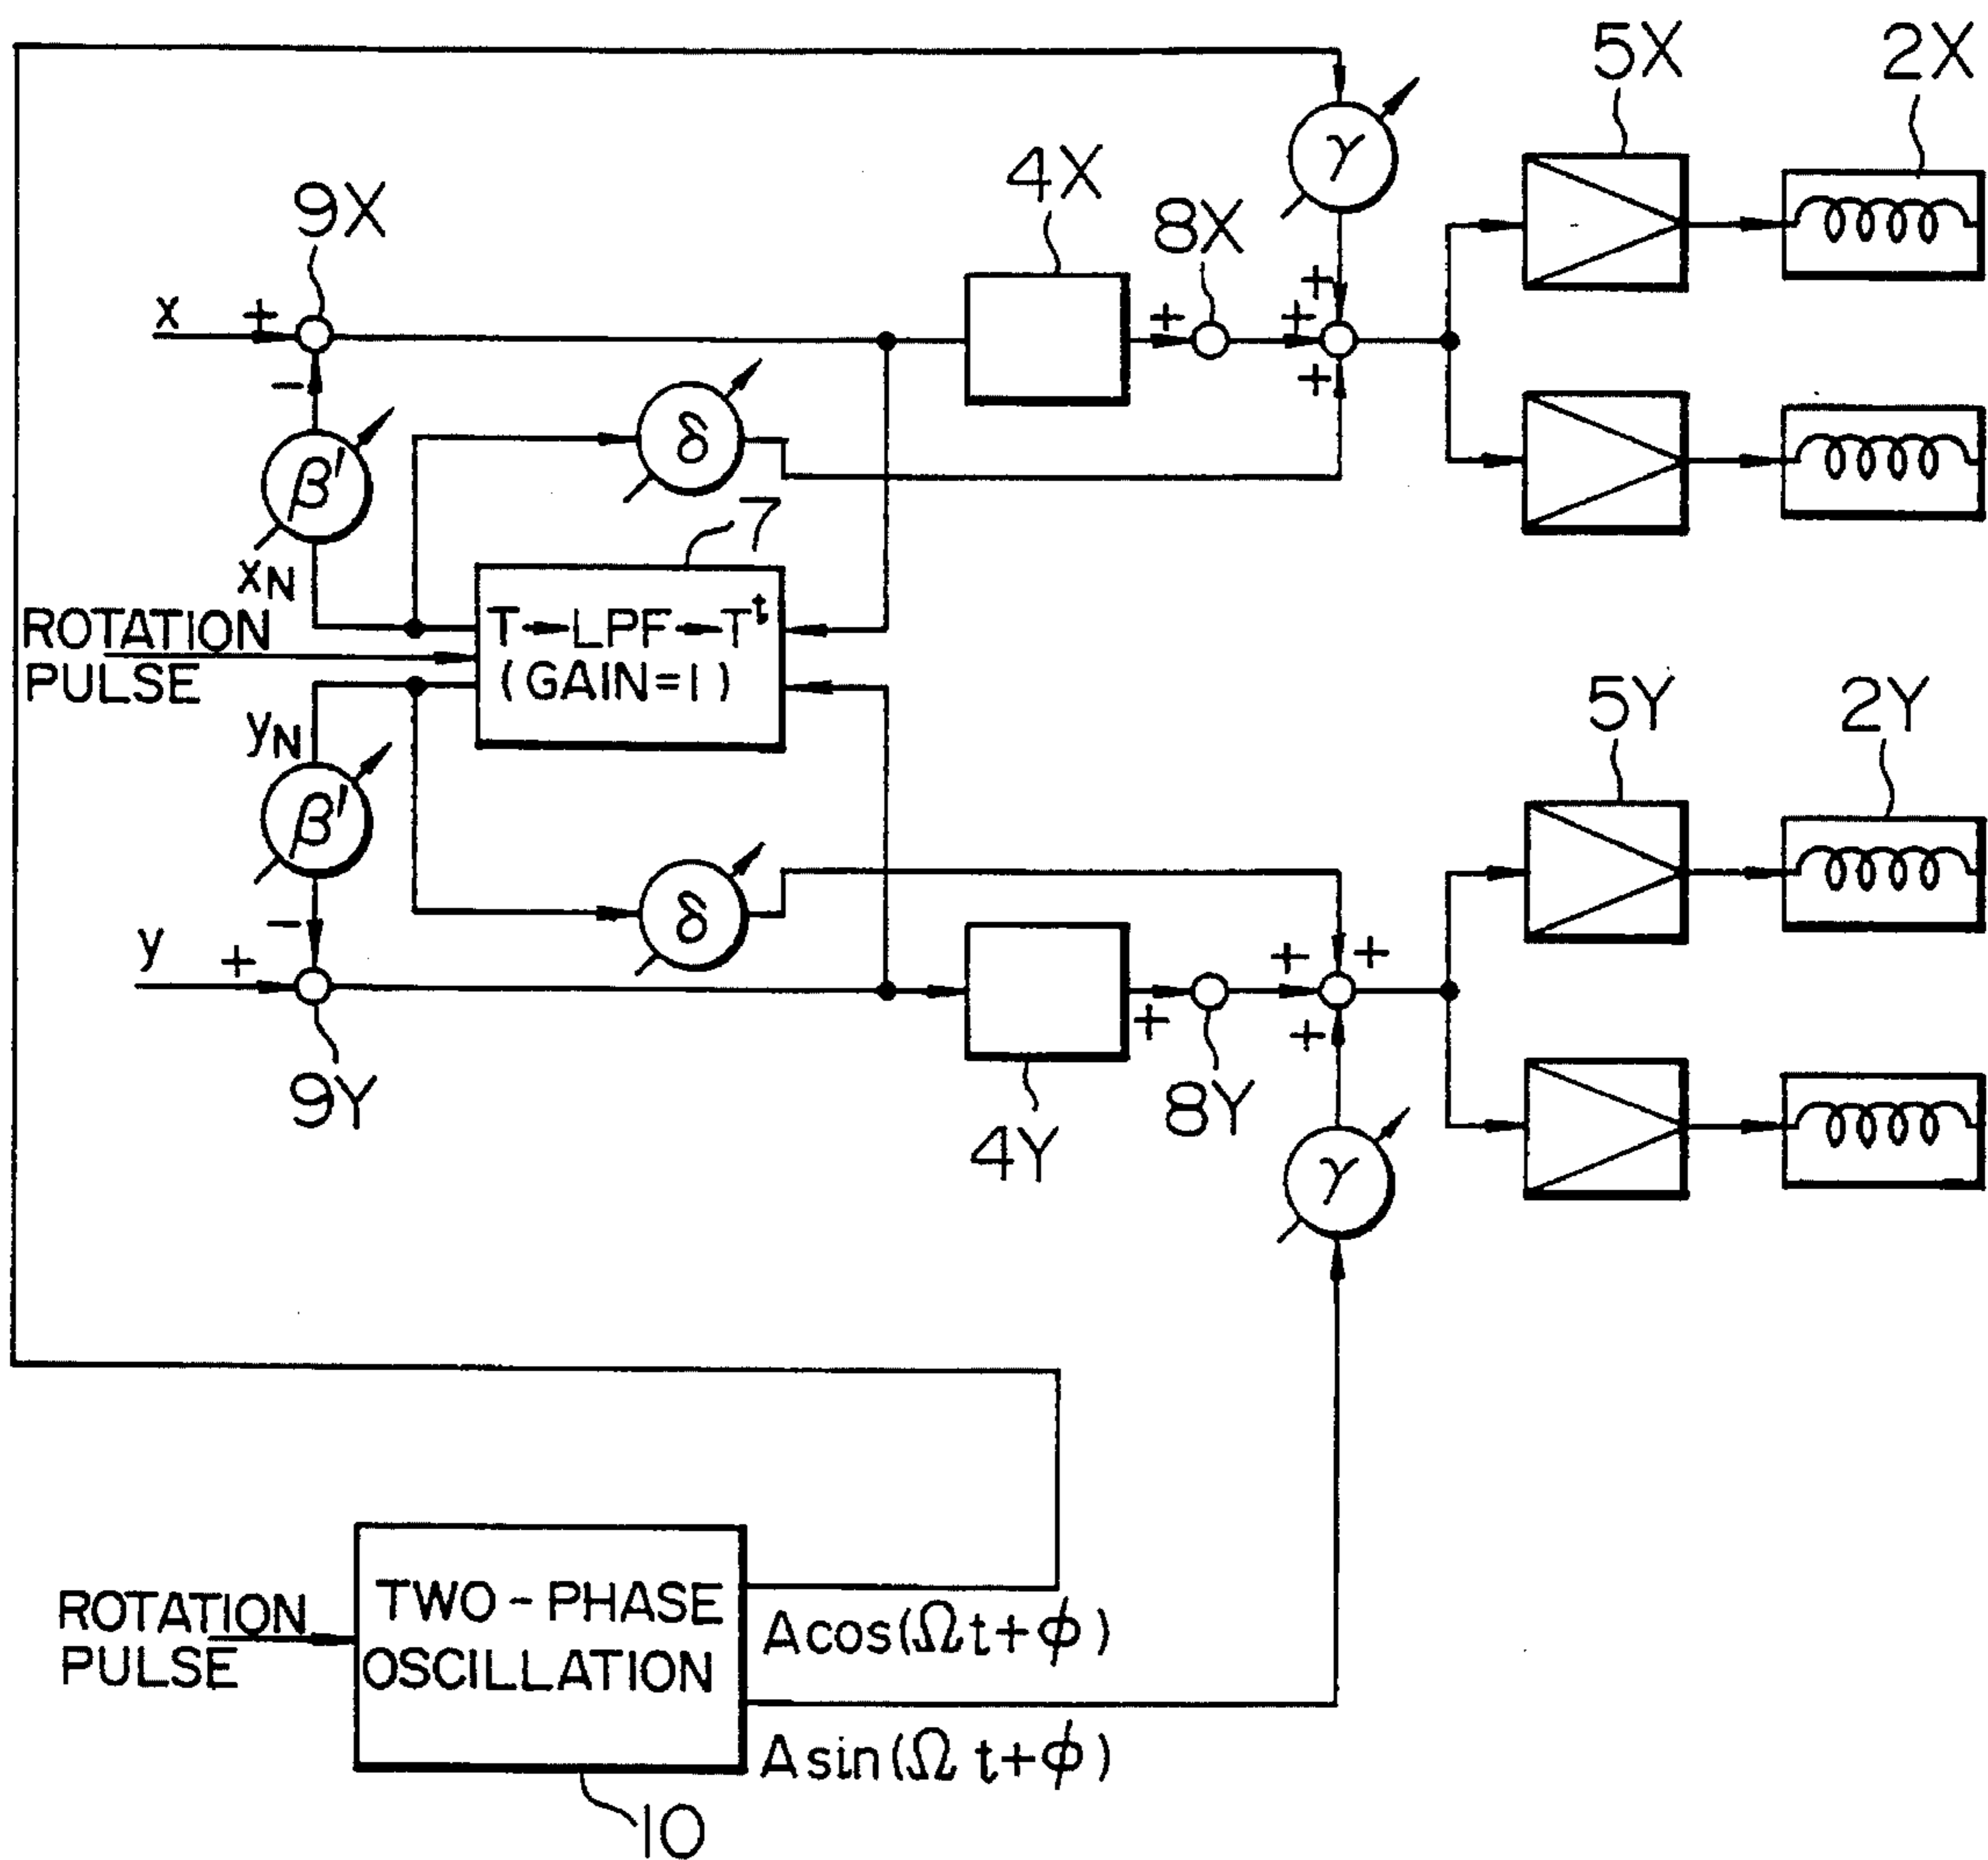 5X
2X
4X
γ
9X
8X
x
+
+
+
+
+
−
δ
β'
7
xN
T←LPF←Tt
(GAIN=1)
ROTATION
PULSE
5Y
2Y
yN
β'
δ
−
y
+
+
+
+
+
9Y
8Y
4Y
γ
TWO-PHASE
OSCILLATION
ROTATION
PULSE
Acos(Ωt+ϕ)
Asin(Ωt+ϕ)
10